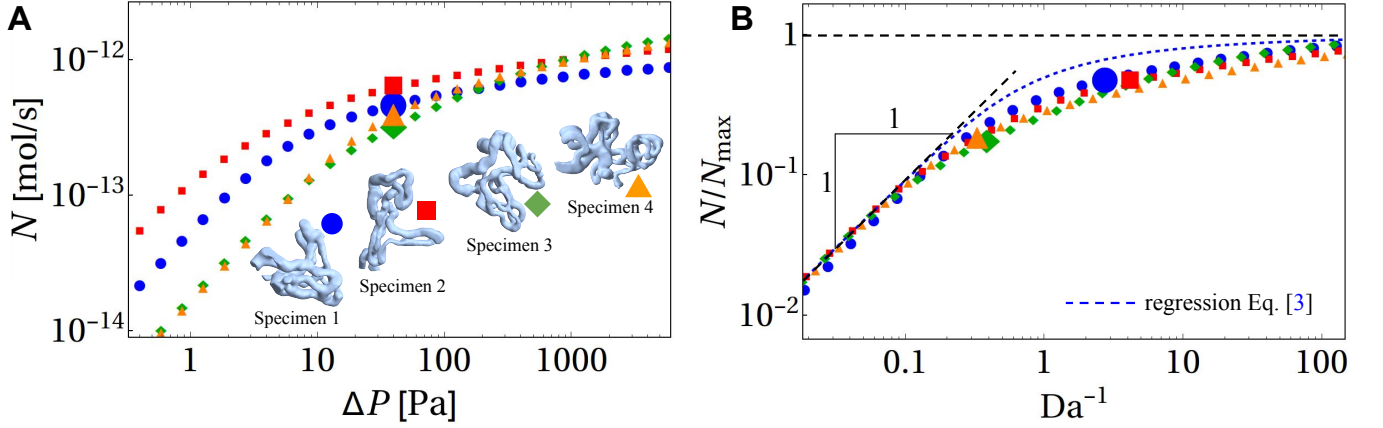 A
N [mol/s]
10⁻¹²
10⁻¹³
10⁻¹⁴
Specimen 1
Specimen 2
Specimen 3
Specimen 4
1
10
100
1000
ΔP [Pa]
B
N/Nmax
1
10⁻¹
10⁻²
1
1
regression Eq. [3]
0.1
1
10
100
Da⁻¹